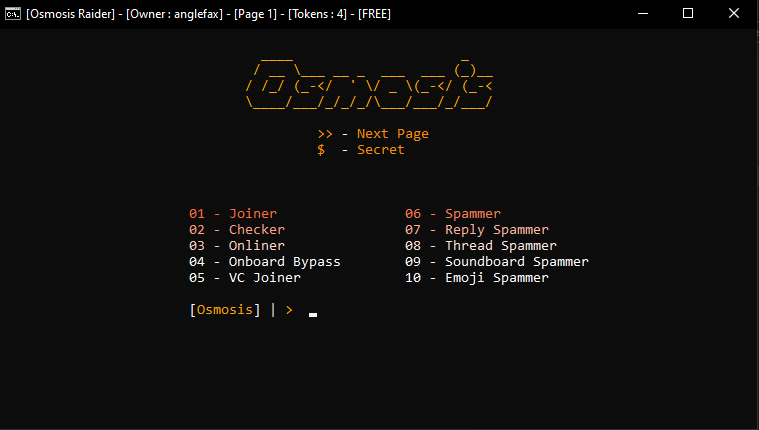 [Osmosis Raider] - [Owner : anglefax] - [Page 1] - [Tokens : 4] - [FREE]
Osmosis
>> - Next Page
$  - Secret
01 - Joiner
02 - Checker
03 - Onliner
04 - Onboard Bypass
05 - VC Joiner
06 - Spammer
07 - Reply Spammer
08 - Thread Spammer
09 - Soundboard Spammer
10 - Emoji Spammer
[Osmosis] | >